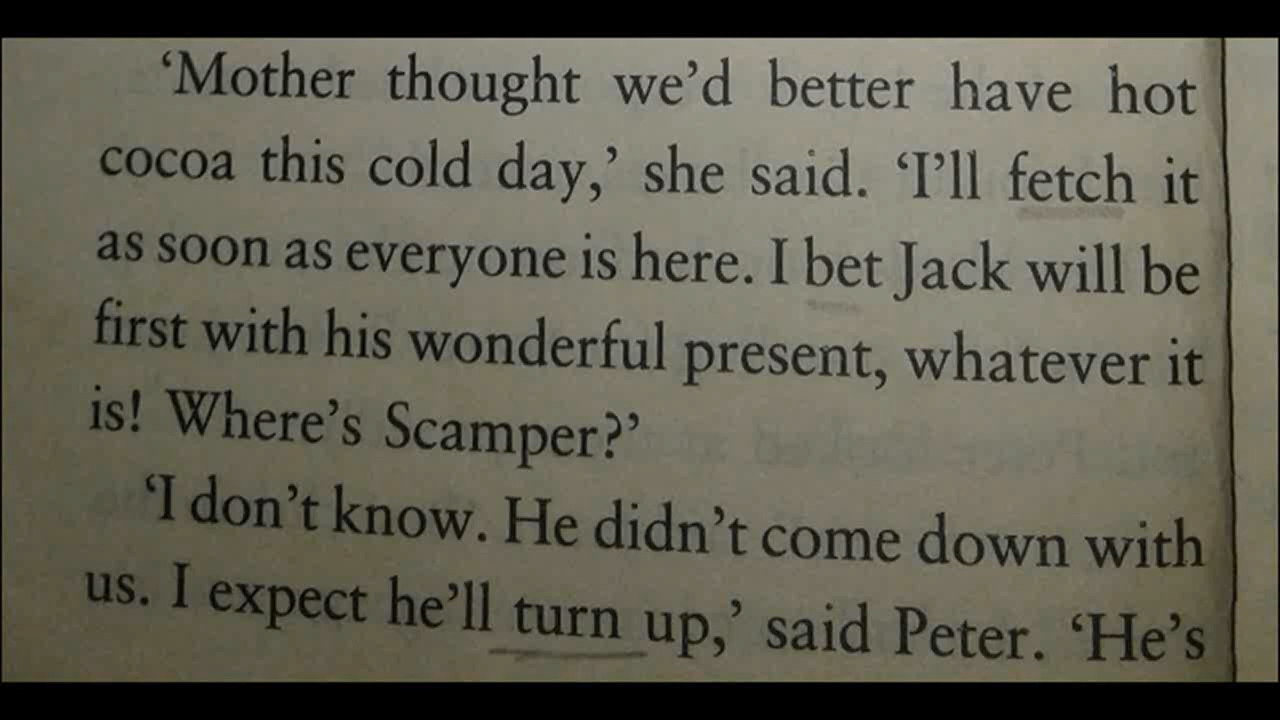 ‘Mother thought we’d better have hot
cocoa this cold day,’ she said. ‘I’ll fetch it
as soon as everyone is here. I bet Jack will be
first with his wonderful present, whatever it
is! Where’s Scamper?’
‘I don’t know. He didn’t come down with
us. I expect he’ll turn up,’ said Peter. ‘He’s